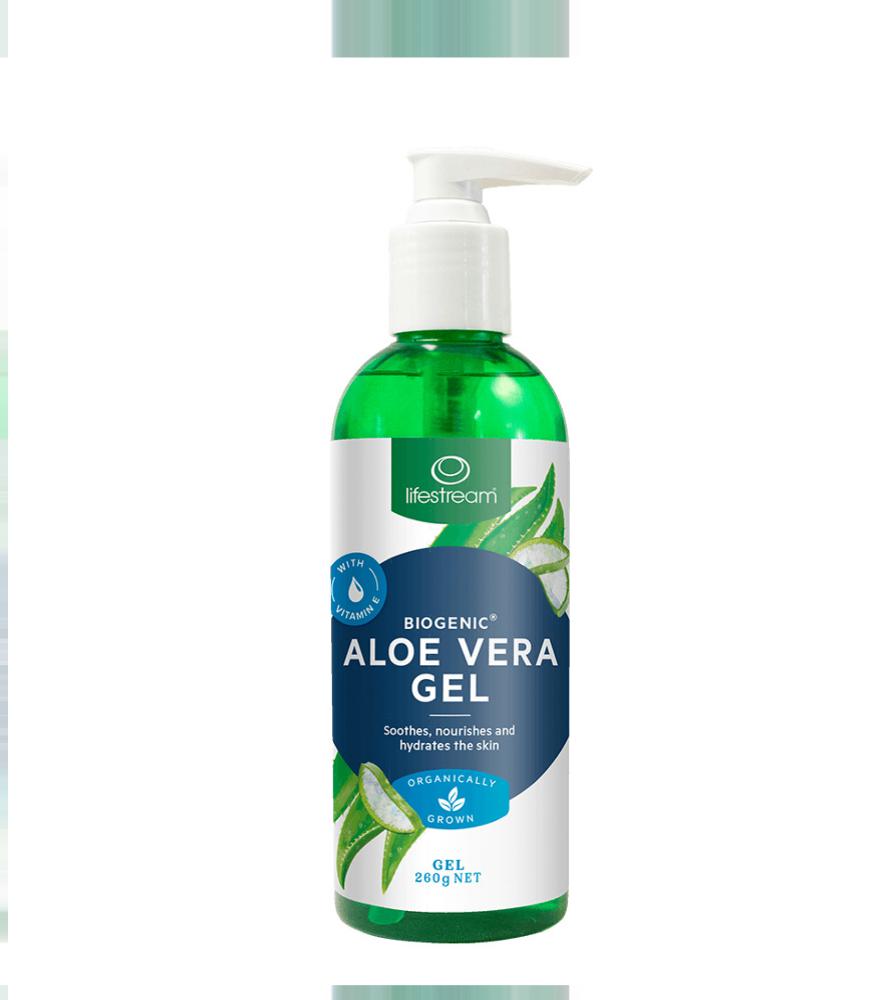 lifestream®
WITH
VITAMIN E
BIOGENIC®
ALOE VERA
GEL
Soothes, nourishes and
hydrates the skin
ORGANICALLY
GROWN
GEL
260g NET